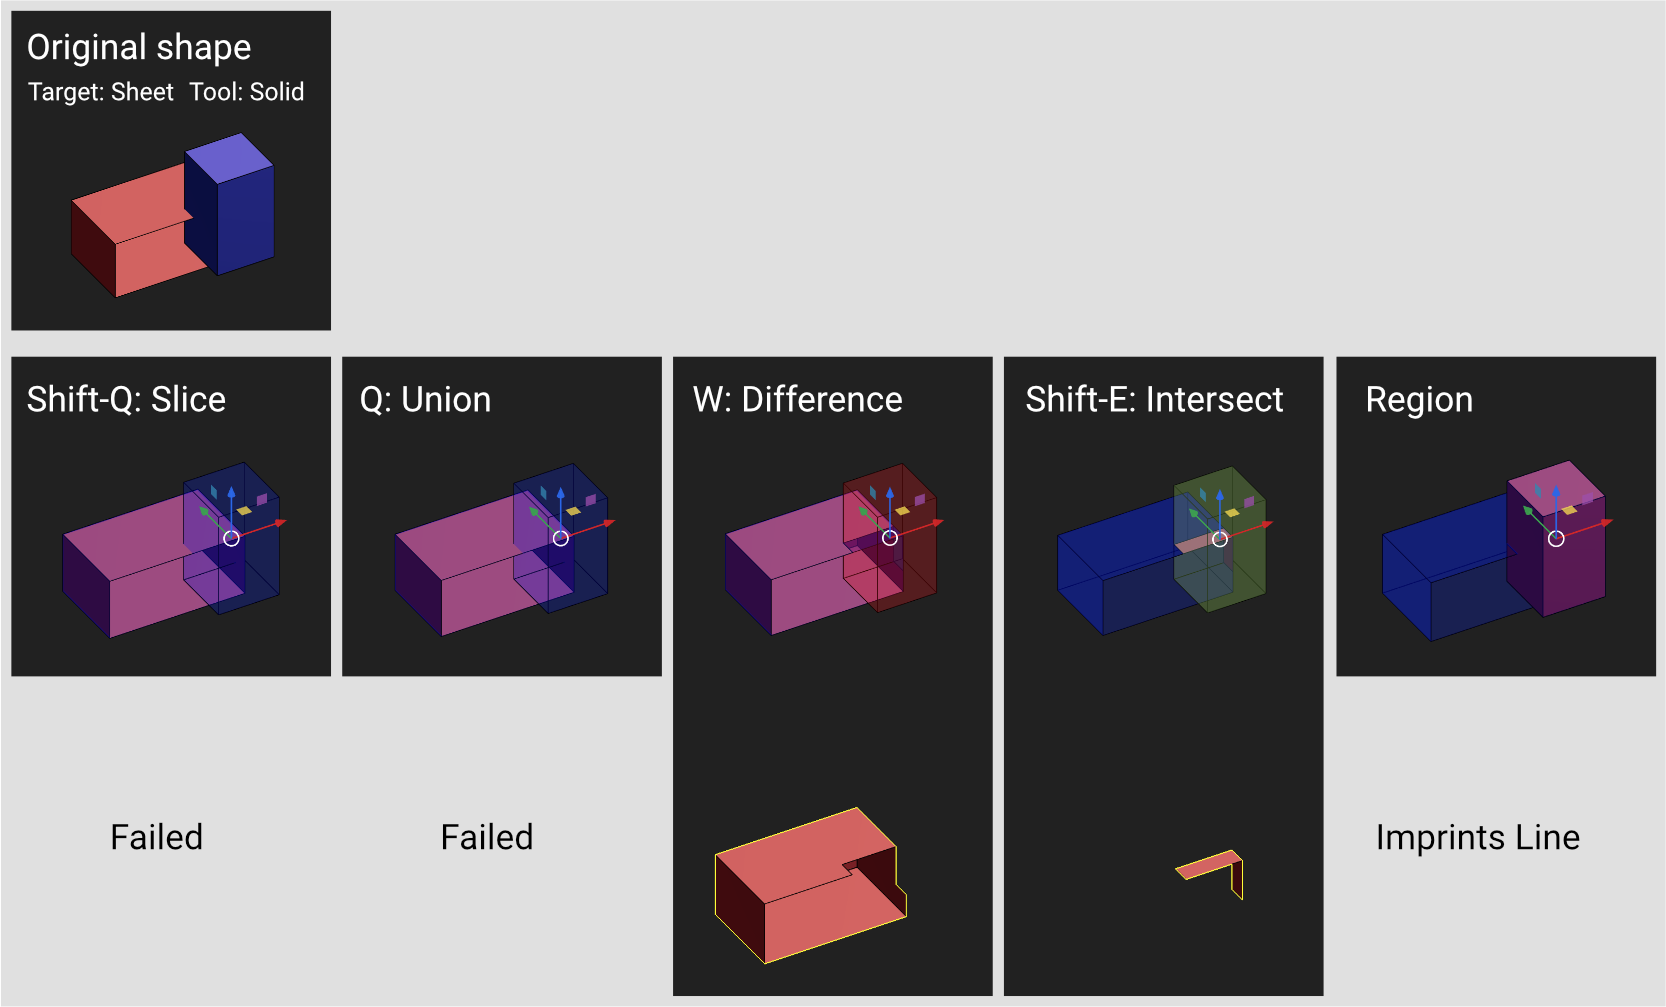 Original shape
Target: Sheet Tool: Solid
Shift-Q: Slice
Q: Union
W: Difference
Shift-E: Intersect
Region
Failed
Failed
Imprints Line